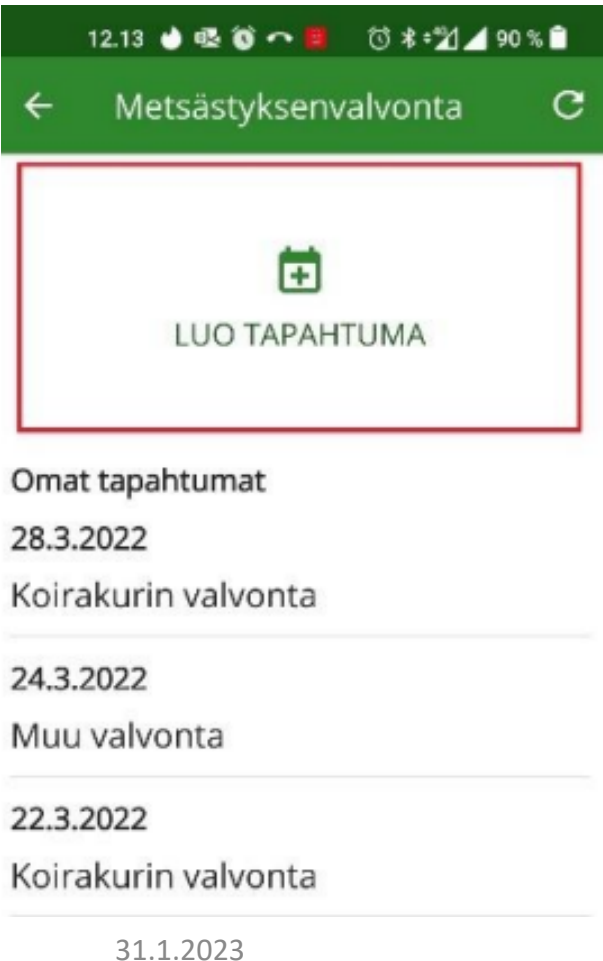 12.13 90 %
Metsästyksenvalvonta
LUO TAPAHTUMA
Omat tapahtumat
28.3.2022
Koirakurin valvonta
24.3.2022
Muu valvonta
22.3.2022
Koirakurin valvonta
31.1.2023